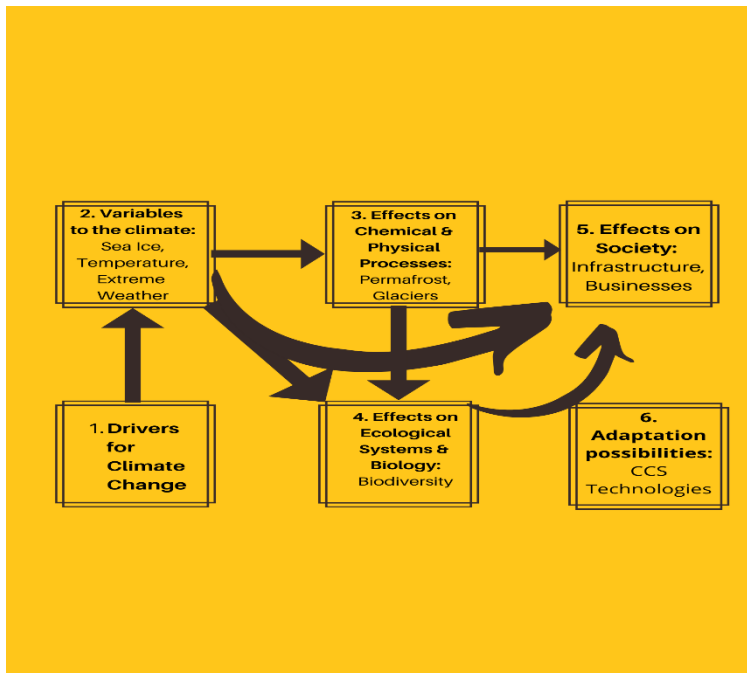 2. Variables
to the climate:
Sea Ice,
Temperature,
Extreme
Weather
3. Effects on
Chemical &
Physical
Processes:
Permafrost,
Glaciers
5. Effects on
Society:
Infrastructure,
Businesses
1. Drivers
for
Climate
Change
4. Effects on
Ecological
Systems &
Biology:
Biodiversity
6.
Adaptation
possibilities:
CCS
Technologies